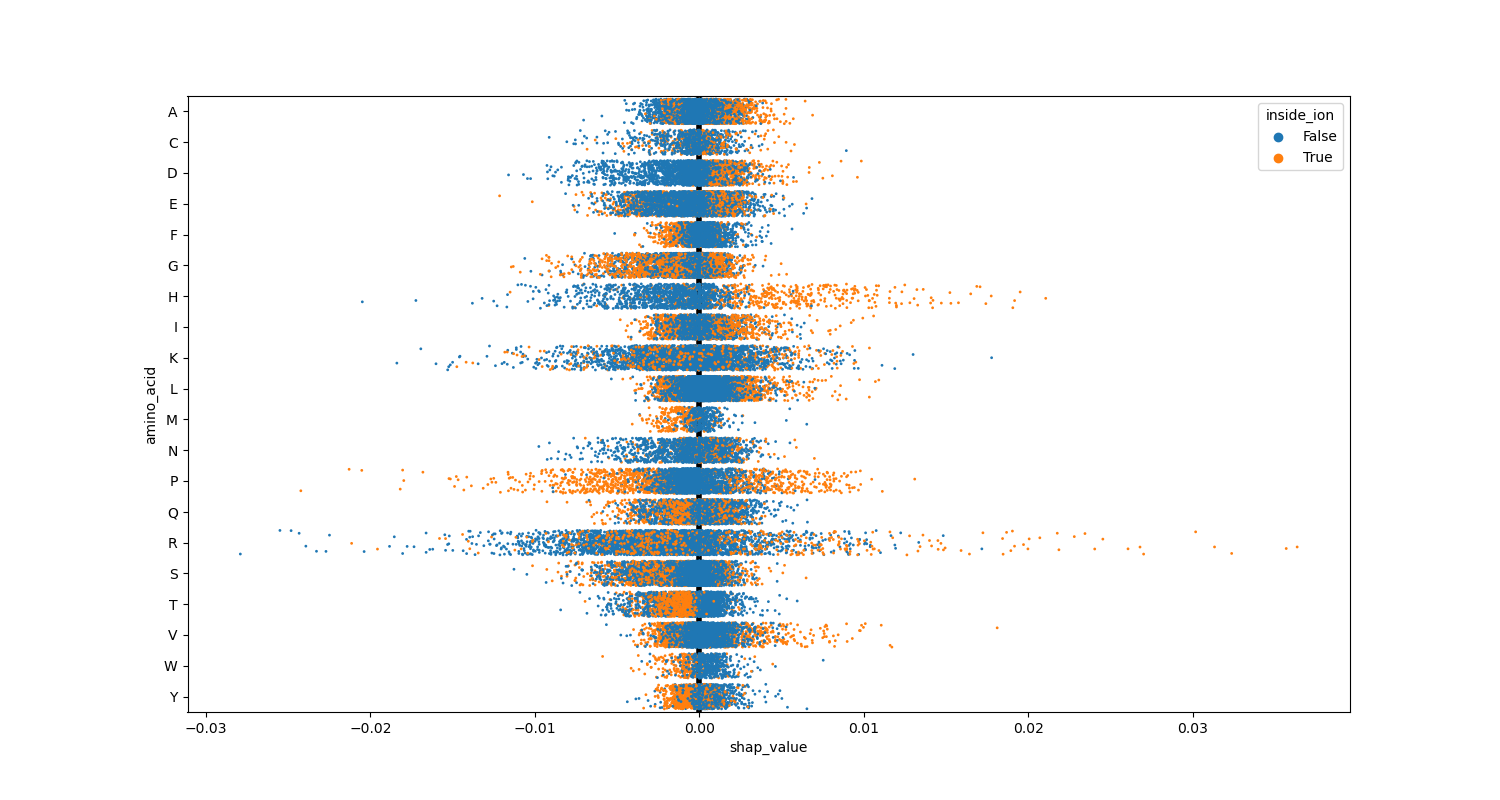 inside_ion
False
True
A
C
D
E
F
G
H
I
K
L
M
N
P
Q
R
S
T
V
W
Y
amino_acid
−0.03 −0.02 −0.01 0.00 0.01 0.02 0.03
shap_value